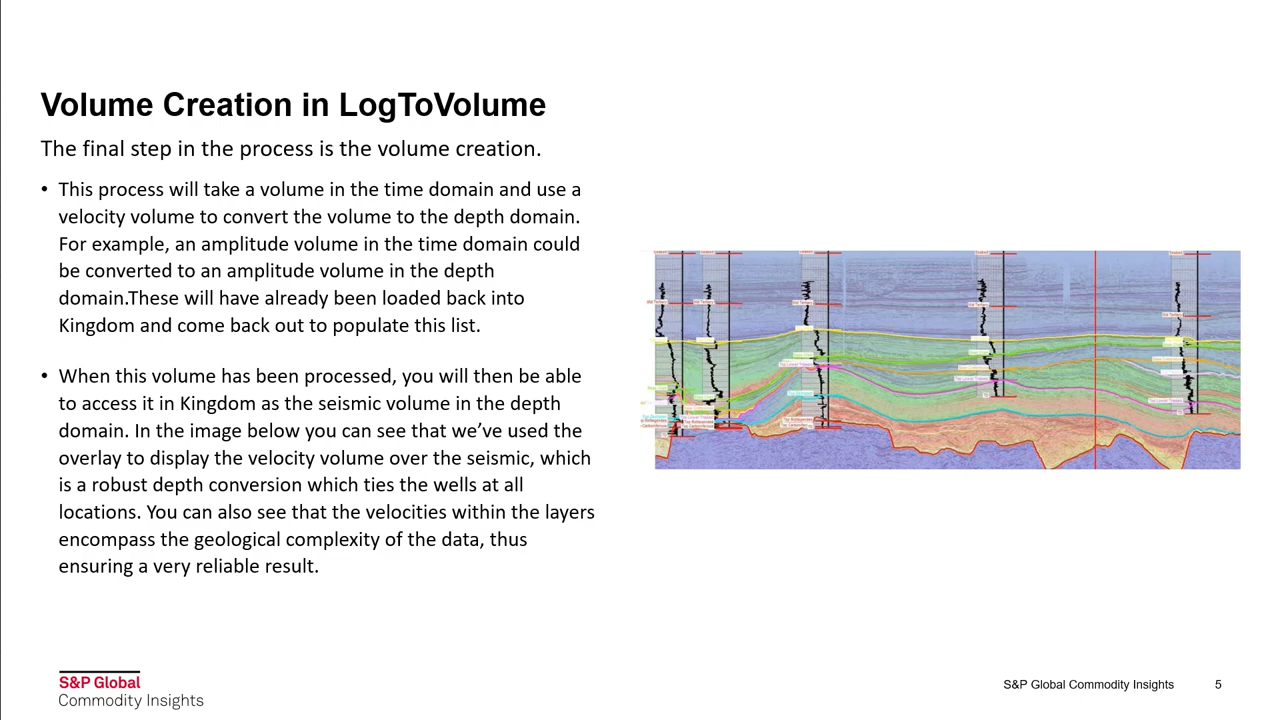 Volume Creation in LogToVolume
The final step in the process is the volume creation.
• This process will take a volume in the time domain and use a
velocity volume to convert the volume to the depth domain.
For example, an amplitude volume in the time domain could
be converted to an amplitude volume in the depth
domain.These will have already been loaded back into
Kingdom and come back out to populate this list.
• When this volume has been processed, you will then be able
to access it in Kingdom as the seismic volume in the depth
domain. In the image below you can see that we’ve used the
overlay to display the velocity volume over the seismic, which
is a robust depth conversion which ties the wells at all
locations. You can also see that the velocities within the layers
encompass the geological complexity of the data, thus
ensuring a very reliable result.
S&P Global
Commodity Insights
S&P Global Commodity Insights
5